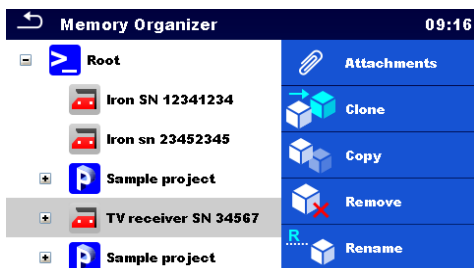 Memory Organizer 09:16
Root
Iron SN 12341234
Iron sn 23452345
Sample project
TV receiver SN 34567
Sample project
Attachments
Clone
Copy
Remove
R
Rename